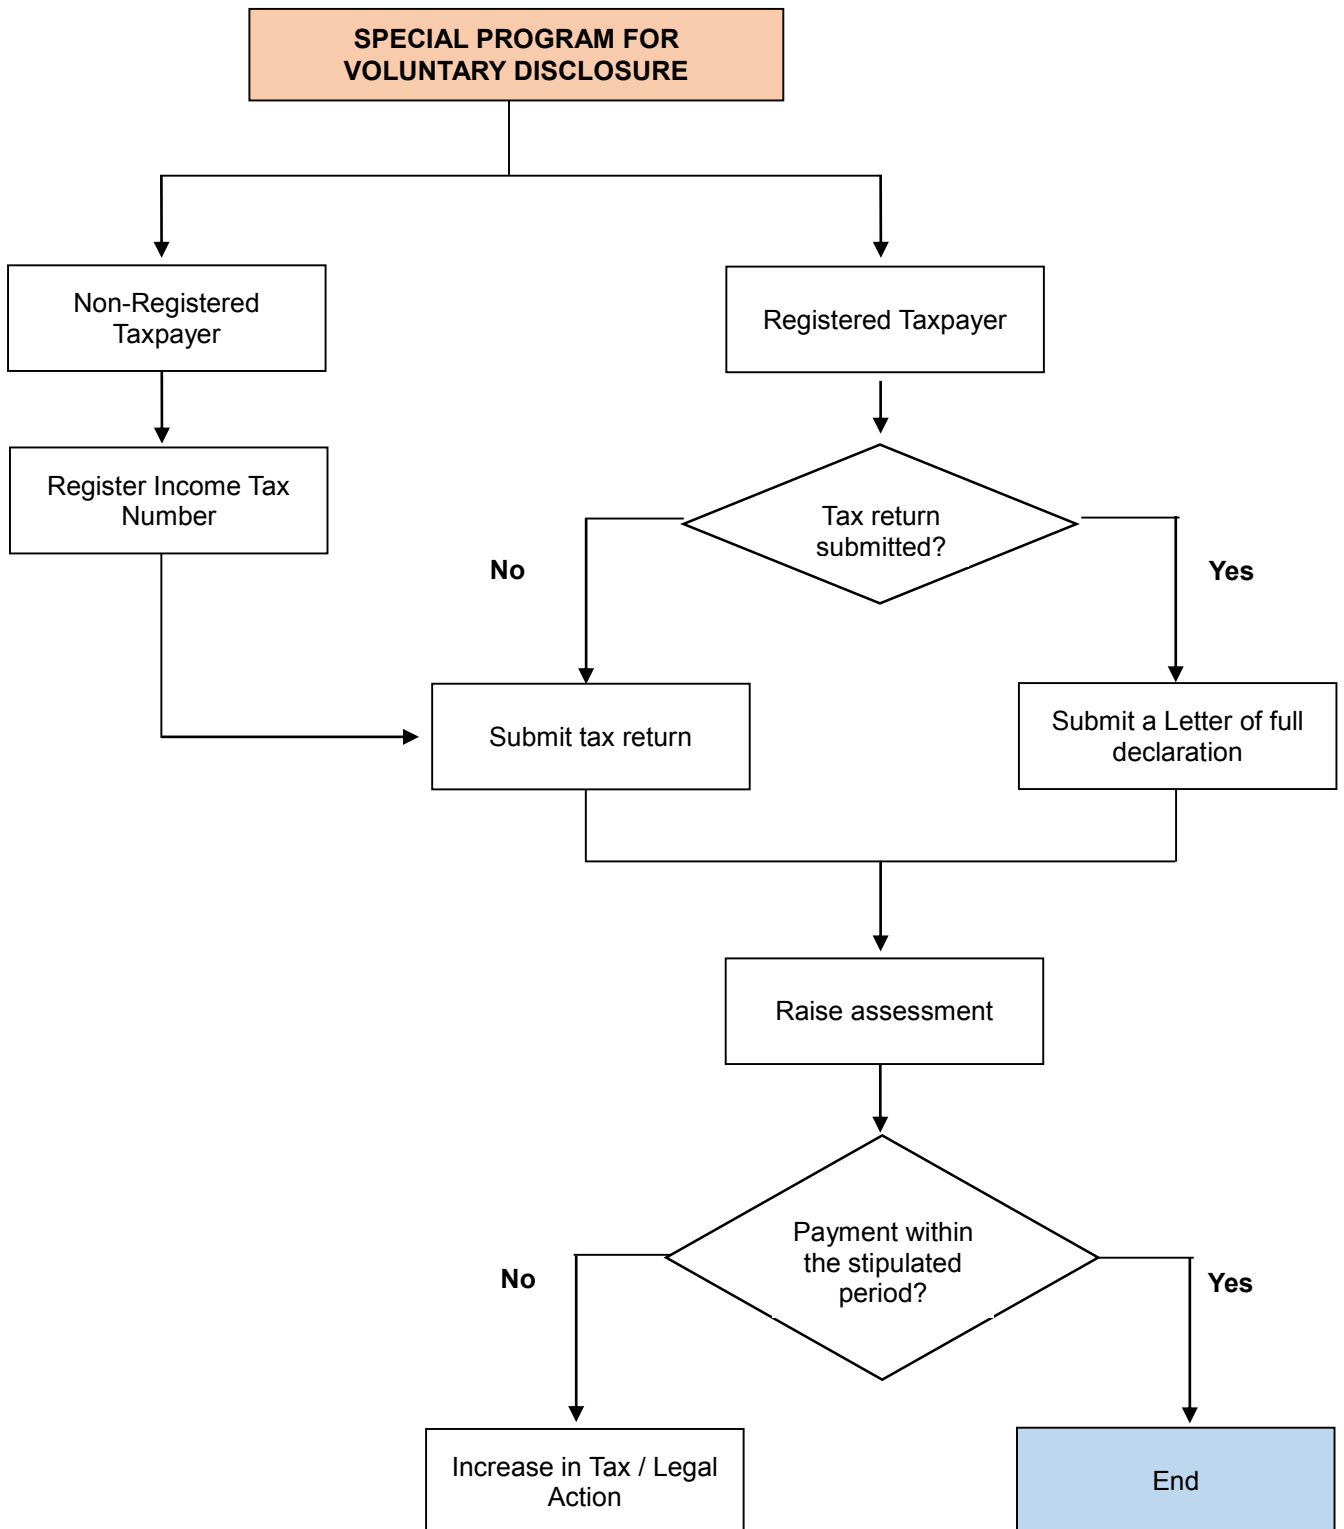 SPECIAL PROGRAM FOR
VOLUNTARY DISCLOSURE
Non-Registered
Taxpayer
Registered Taxpayer
Register Income Tax
Number
Tax return
submitted?
No
Yes
Submit tax return
Submit a Letter of full
declaration
Raise assessment
Payment within
the stipulated
period?
No
Yes
Increase in Tax / Legal
Action
End